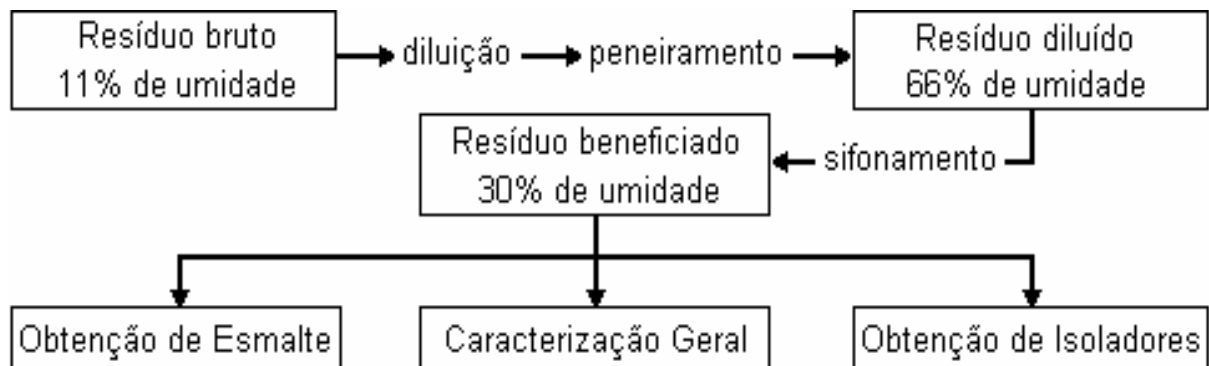 Resíduo bruto
11% de umidade
diluição
peneiramento
Resíduo diluído
66% de umidade
sifonamento
Resíduo beneficiado
30% de umidade
Obtenção de Esmalte
Caracterização Geral
Obtenção de Isoladores